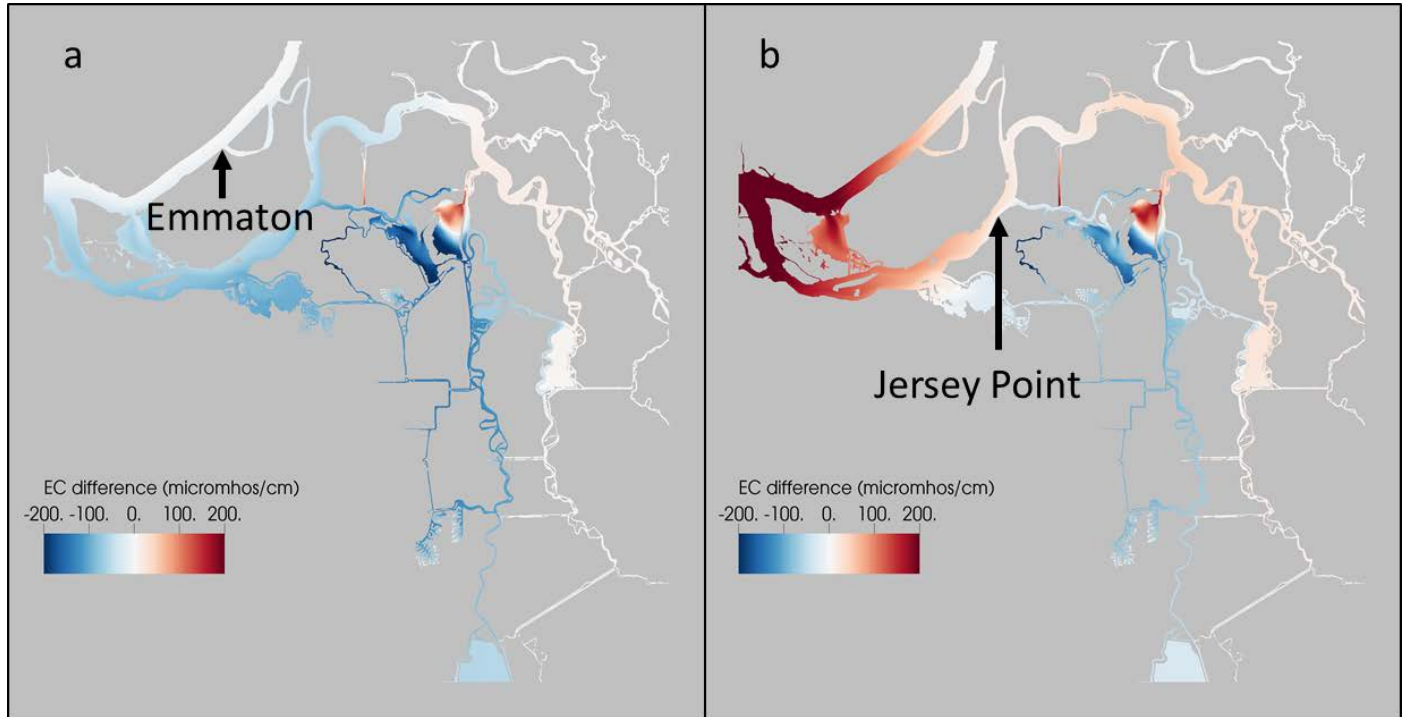 a
Emmaton
EC difference (micromhos/cm)
-200. -100. 0. 100. 200.
b
Jersey Point
EC difference (micromhos/cm)
-200. -100. 0. 100. 200.